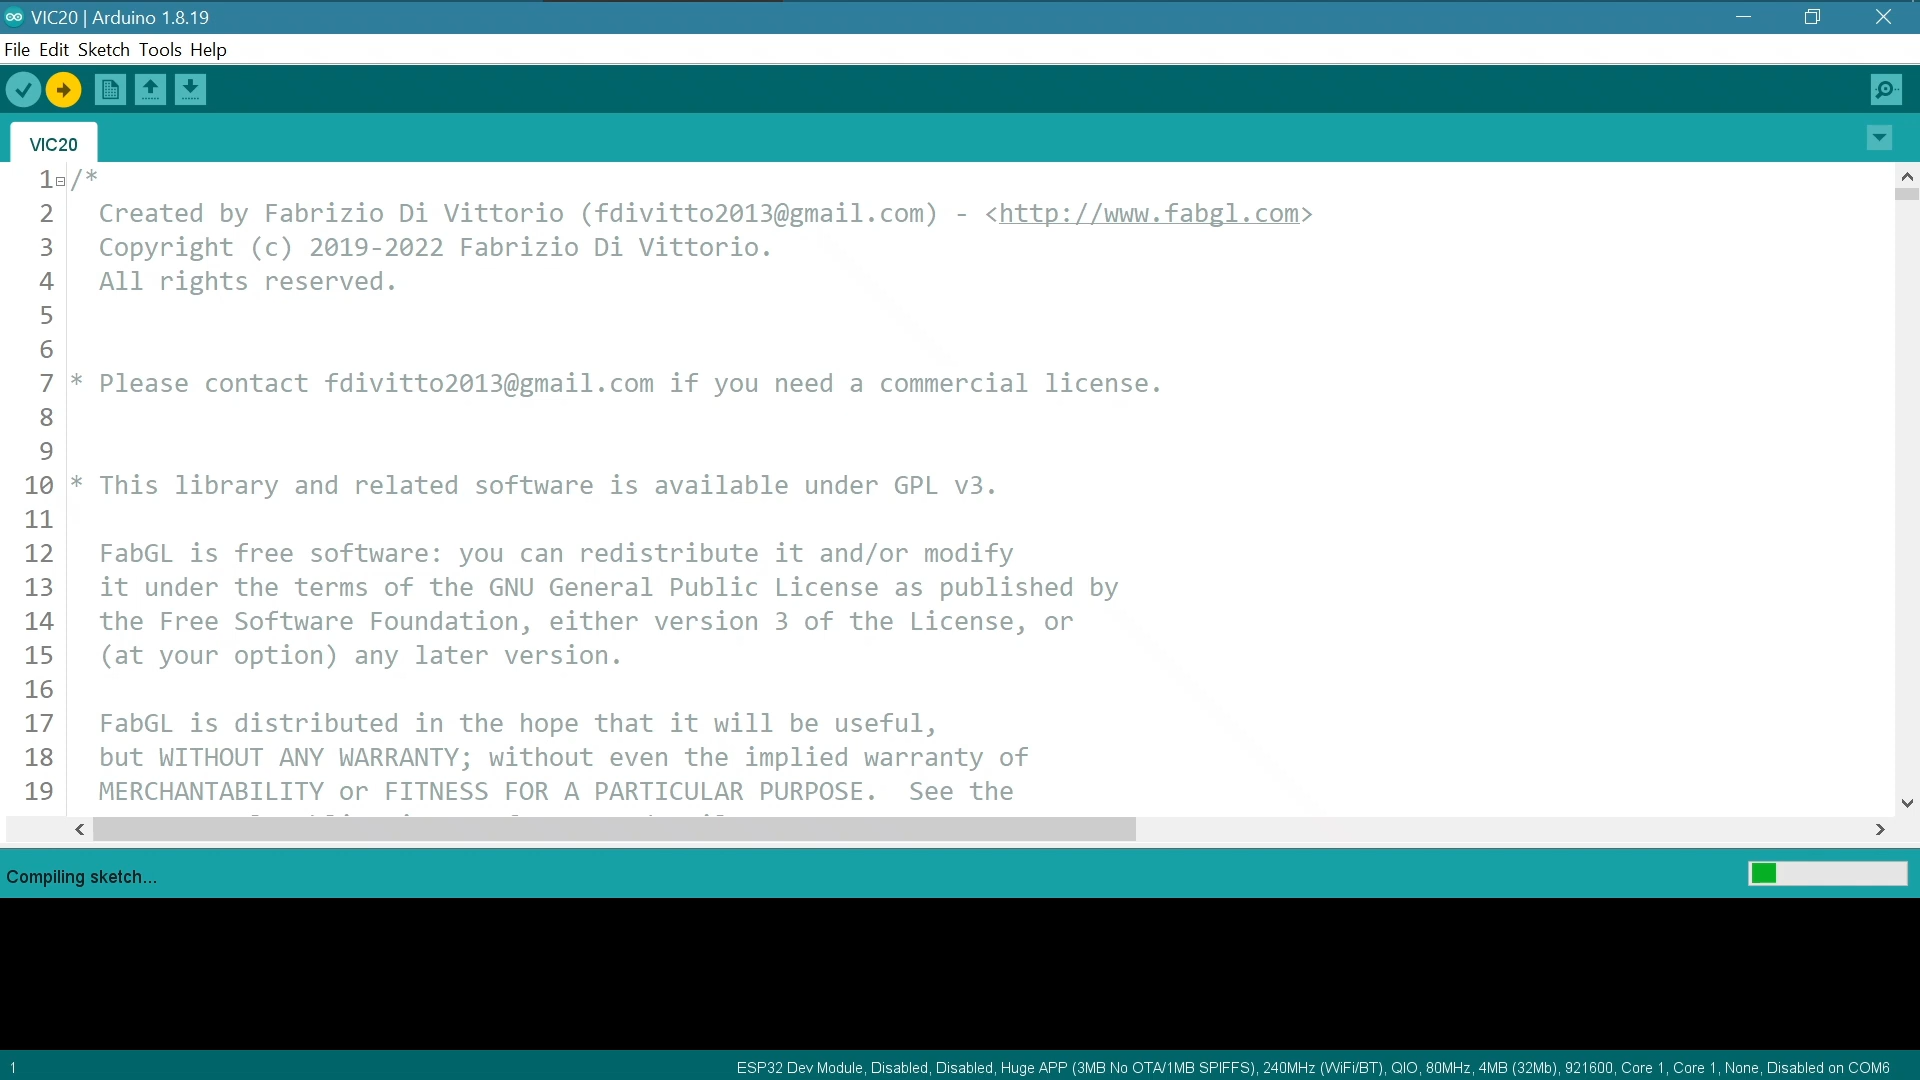 VIC20 | Arduino 1.8.19
File Edit Sketch Tools Help
VIC20
1 /*
2 Created by Fabrizio Di Vittorio (fdivitto2013@gmail.com) - <http://www.fabgl.com>
3 Copyright (c) 2019-2022 Fabrizio Di Vittorio.
4 All rights reserved.
5
6
7 * Please contact fdivitto2013@gmail.com if you need a commercial license.
8
9
10 * This library and related software is available under GPL v3.
11
12 FabGL is free software: you can redistribute it and/or modify
13 it under the terms of the GNU General Public License as published by
14 the Free Software Foundation, either version 3 of the License, or
15 (at your option) any later version.
16
17 FabGL is distributed in the hope that it will be useful,
18 but WITHOUT ANY WARRANTY; without even the implied warranty of
19 MERCHANTABILITY or FITNESS FOR A PARTICULAR PURPOSE.  See the
Compiling sketch...
1 ESP32 Dev Module, Disabled, Disabled, Huge APP (3MB No OTA/1MB SPIFFS), 240MHz (WiFi/BT), QIO, 80MHz, 4MB (32Mb), 921600, Core 1, Core 1, None, Disabled on COM6